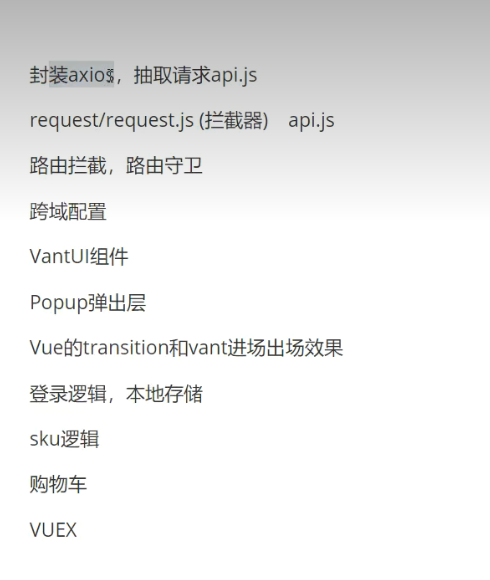 封装axios，抽取请求api.js
request/request.js (拦截器) api.js
路由拦截，路由守卫
跨域配置
VantUI组件
Popup弹出层
Vue的transition和vant进场出场效果
登录逻辑，本地存储
sku逻辑
购物车
VUEX